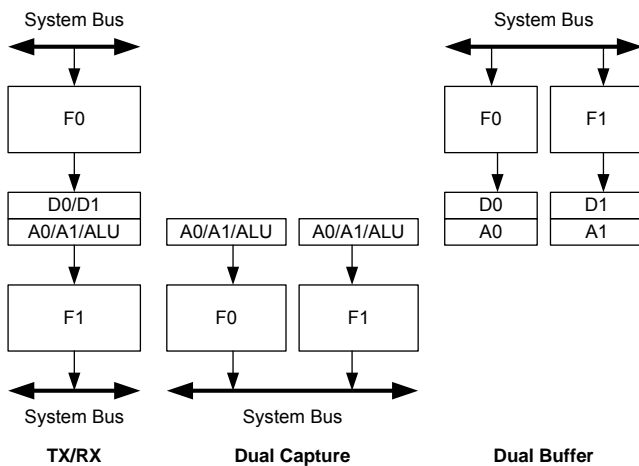 System Bus
F0
D0/D1
A0/A1/ALU
F1
System Bus
TX/RX
A0/A1/ALU
A0/A1/ALU
F0
F1
System Bus
Dual Capture
System Bus
F0
F1
D0
D1
A0
A1
Dual Buffer